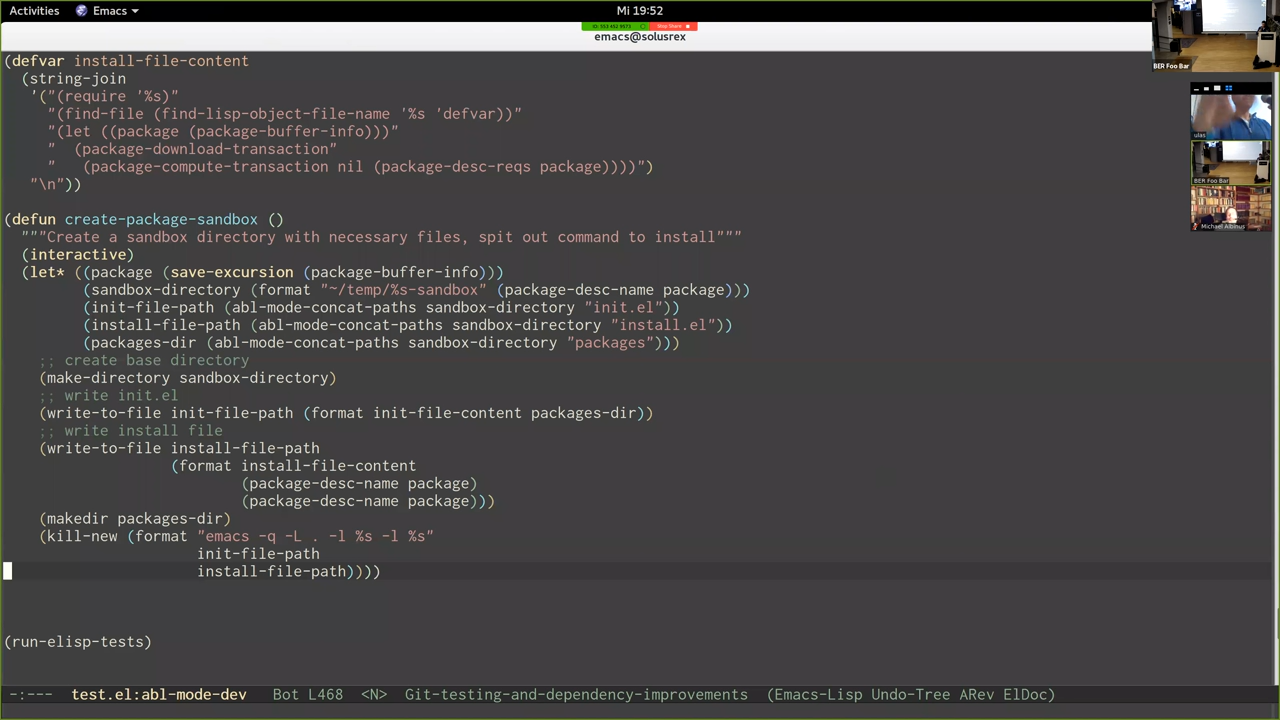 Activities Emacs Mi 19:52
Stop Share
emacs@solusrex
BER Foo Bar
(defvar install-file-content
  (string-join
   '("(require '%s)"
     "(find-file (find-lisp-object-file-name '%s 'defvar))"
     "(let ((package (package-buffer-info)))"
     "  (package-download-transaction"
     "   (package-compute-transaction nil (package-desc-reqs package))))")
   "\n"))
(defun create-package-sandbox ()
  """Create a sandbox directory with necessary files, spit out command to install"""
  (interactive)
  (let* ((package (save-excursion (package-buffer-info)))
         (sandbox-directory (format "~/temp/%s-sandbox" (package-desc-name package)))
         (init-file-path (abl-mode-concat-paths sandbox-directory "init.el"))
         (install-file-path (abl-mode-concat-paths sandbox-directory "install.el"))
         (packages-dir (abl-mode-concat-paths sandbox-directory "packages")))
    ;; create base directory
    (make-directory sandbox-directory)
    ;; write init.el
    (write-to-file init-file-path (format init-file-content packages-dir))
    ;; write install file
    (write-to-file install-file-path
                   (format install-file-content
                           (package-desc-name package)
                           (package-desc-name package)))
    (makedir packages-dir)
    (kill-new (format "emacs -q -L . -l %s -l %s"
                      init-file-path
                      install-file-path))))
(run-elisp-tests)
-:--- test.el:abl-mode-dev Bot L468 <N> Git-testing-and-dependency-improvements (Emacs-Lisp Undo-Tree ARev ElDoc)
ulas
BER Foo Bar
Michael Albinus